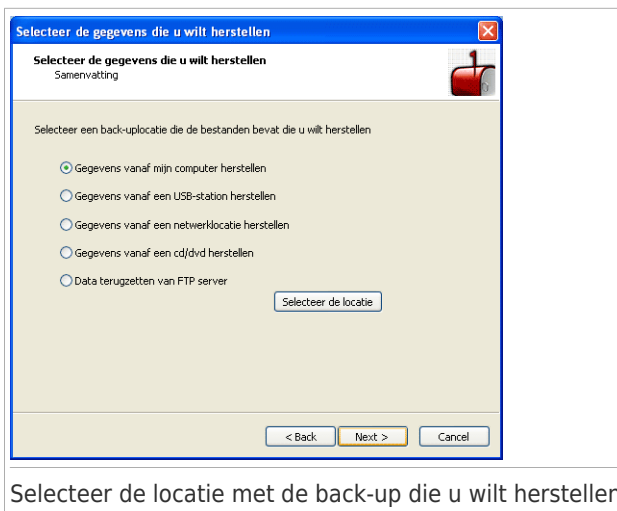 Selecteer de gegevens die u wilt herstellen
Selecteer de gegevens die u wilt herstellen
Samenvatting
Selecteer een back-uplocatie die de bestanden bevat die u wilt herstellen
Gegevens vanaf mijn computer herstellen
Gegevens vanaf een USB-station herstellen
Gegevens vanaf een netwerklocatie herstellen
Gegevens vanaf een cd/dvd herstellen
Data terugzetten van FTP server
Selecteer de locatie
< Back Next > Cancel
Selecteer de locatie met de back-up die u wilt herstellen